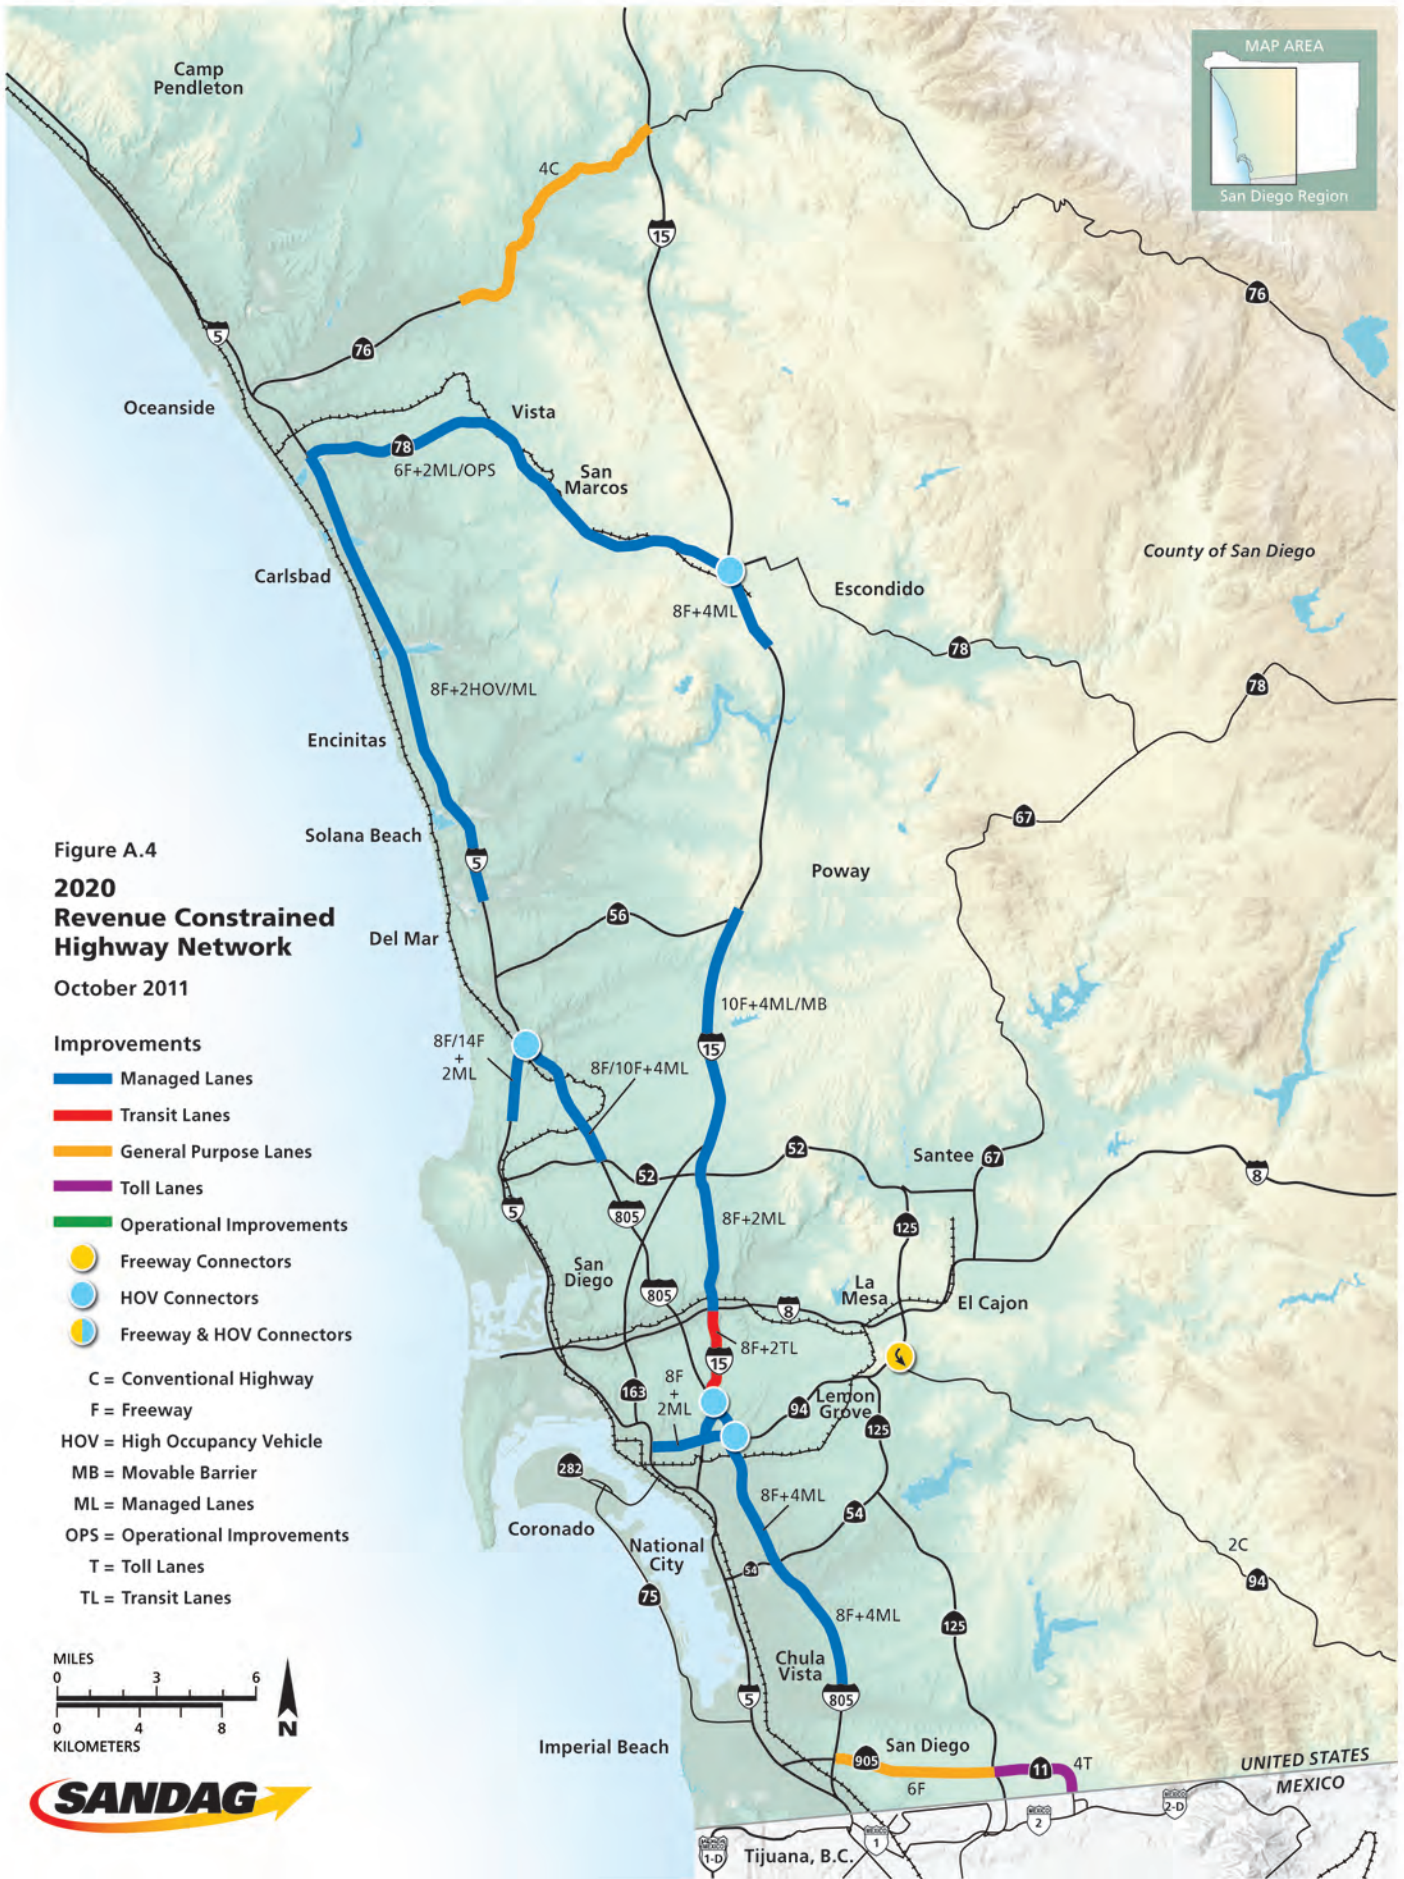 Camp
Pendleton
MAP AREA
San Diego Region
4C
15
76
5
76
Oceanside
Vista
78
6F+2ML/OPS
San
Marcos
County of San Diego
Carlsbad
Escondido
8F+4ML
78
78
8F+2HOV/ML
Encinitas
67
Solana Beach
5
Poway
56
Del Mar
10F+4ML/MB
15
8F/14F
+
2ML
8F/10F+4ML
52
Santee
67
52
8
5
805
8F+2ML
125
San
Diego
805
La
Mesa
8
El Cajon
8F+2TL
15
8F
+
2ML
163
94
Lemon
Grove
125
282
8F+4ML
54
Coronado
National
City
2C
54
94
75
8F+4ML
125
Chula
Vista
5
805
Imperial Beach
905
San Diego
11
4T
6F
UNITED STATES
MEXICO
MEXICO
2-D
MEXICO
2
MEXICO
1
1-D
Tijuana, B.C.
Figure A.4
2020
Revenue Constrained
Highway Network
October 2011
Improvements
Managed Lanes
Transit Lanes
General Purpose Lanes
Toll Lanes
Operational Improvements
Freeway Connectors
HOV Connectors
Freeway & HOV Connectors
C = Conventional Highway
F = Freeway
HOV = High Occupancy Vehicle
MB = Movable Barrier
ML = Managed Lanes
OPS = Operational Improvements
T = Toll Lanes
TL = Transit Lanes
MILES
0 3 6
0 4 8
KILOMETERS
N
SANDAG